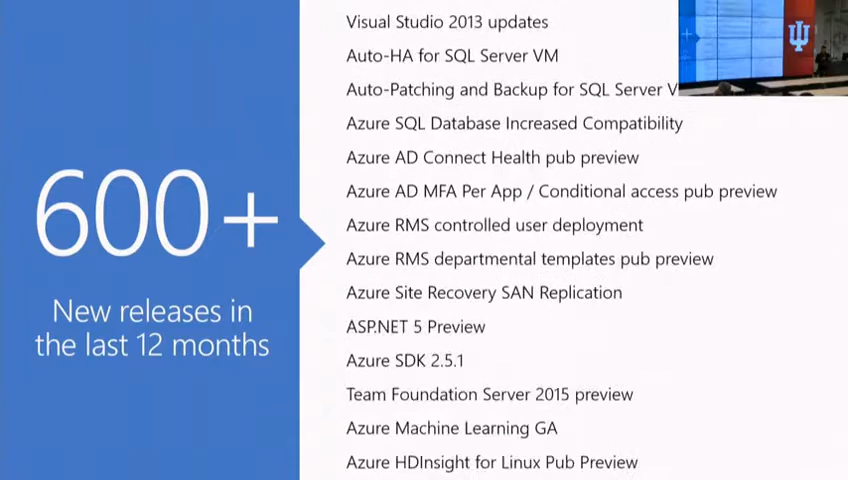 600+
New releases in
the last 12 months
Visual Studio 2013 updates
Auto-HA for SQL Server VM
Auto-Patching and Backup for SQL Server
Azure SQL Database Increased Compatibility
Azure AD Connect Health pub preview
Azure AD MFA Per App / Conditional access pub preview
Azure RMS controlled user deployment
Azure RMS departmental templates pub preview
Azure Site Recovery SAN Replication
ASP.NET 5 Preview
Azure SDK 2.5.1
Team Foundation Server 2015 preview
Azure Machine Learning GA
Azure HDInsight for Linux Pub Preview